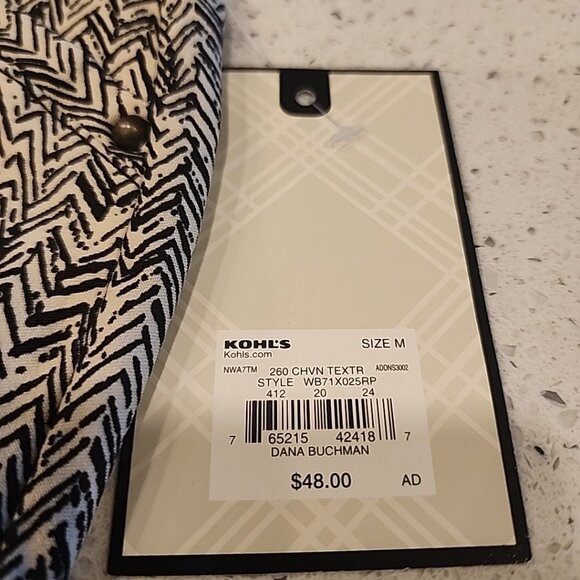 KOHL'S SIZE M
Kohls.com
NWA7TM 260 CHVN TEXTR ADDNS3002
STYLE WB71X025RP
412 20 24
7 65215 42418 7
DANA BUCHMAN
$48.00 AD